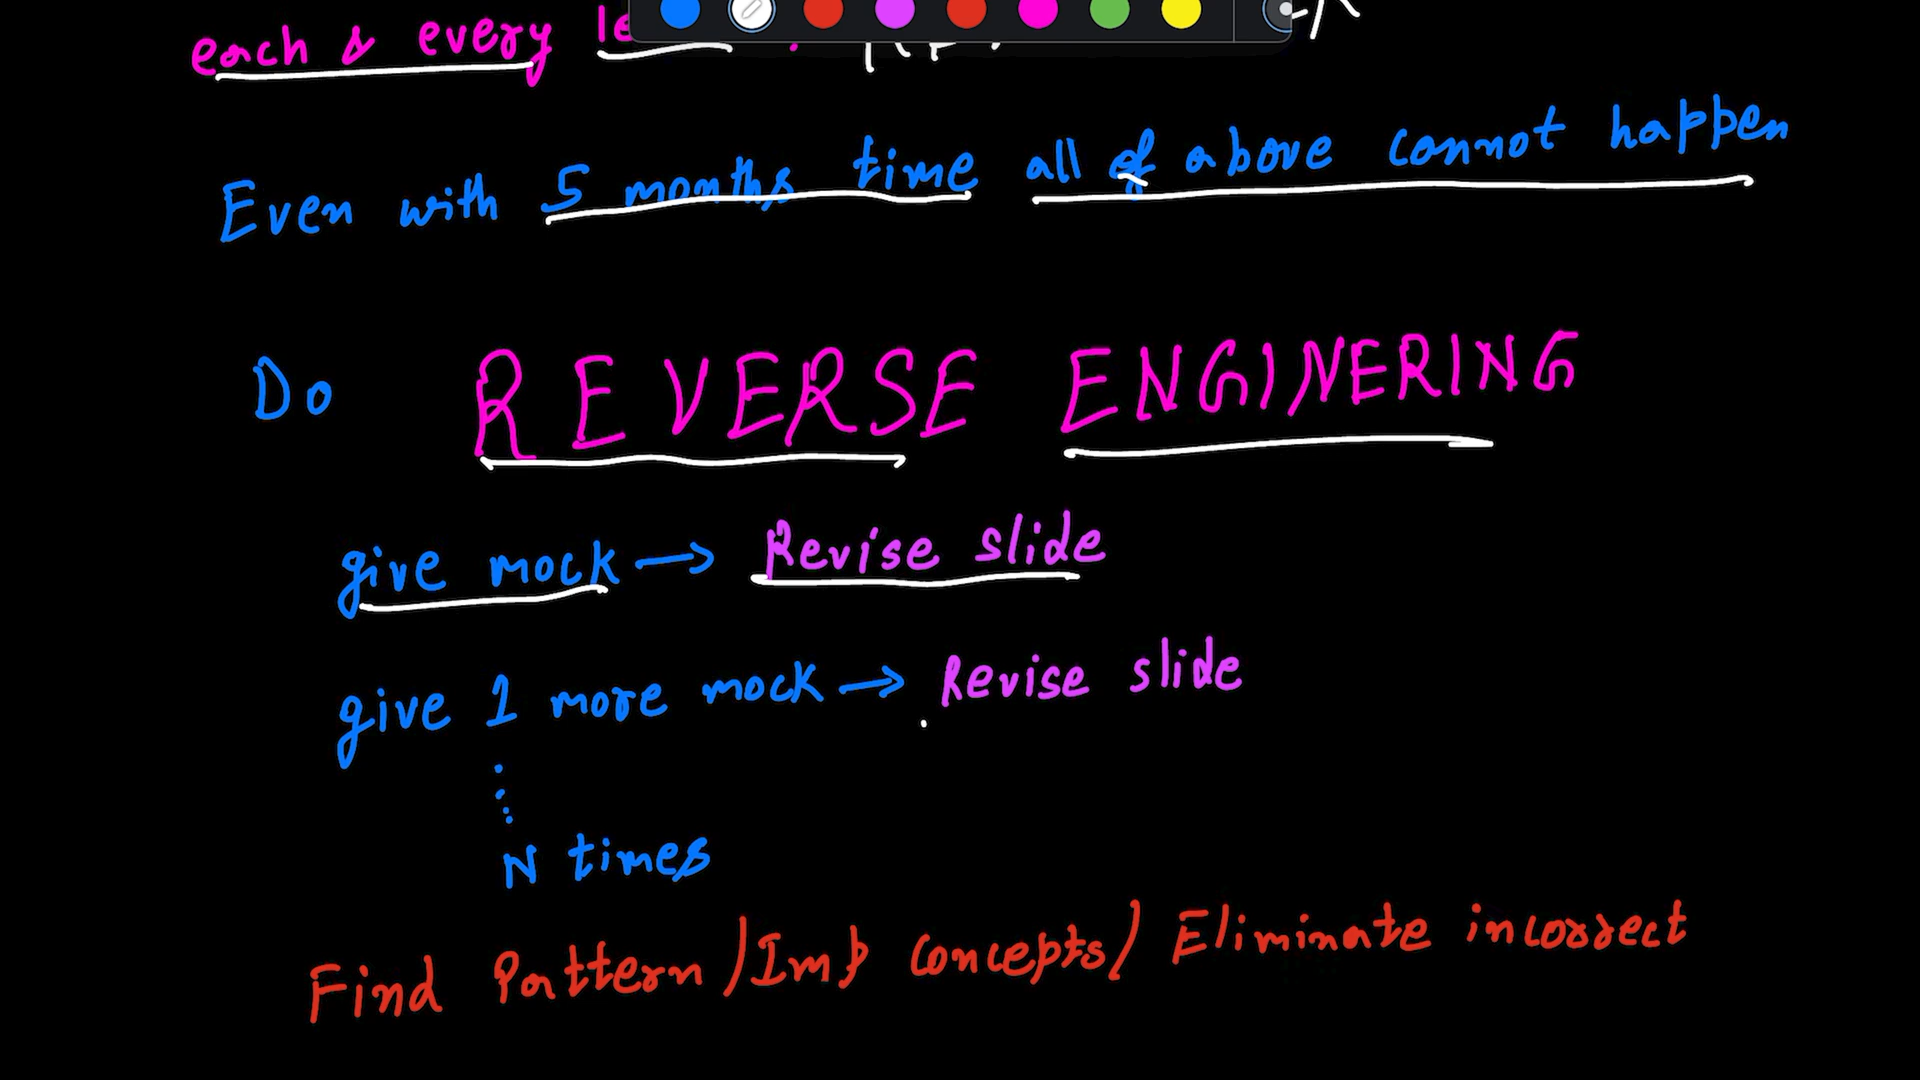 each & every
Even with 5 months time all of above cannot happen
Do REVERSE ENGINERING
give mock → Revise slide
give 1 more mock → Revise slide
N times
Find Pattern / Imp Concepts / Eliminate incorrect